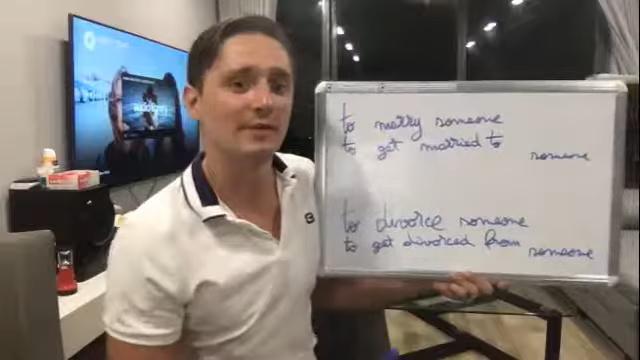 to marry someone
to get married to someone
to divorce someone
to get divorced from someone